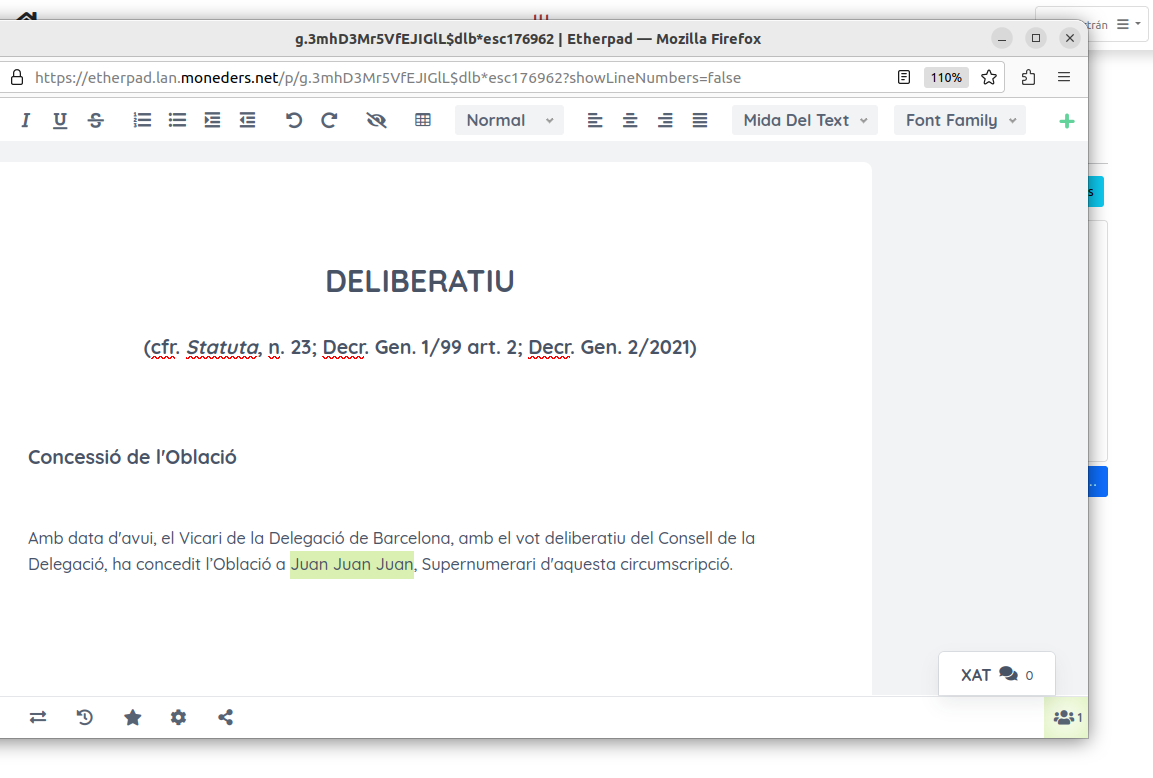 rtrán
g.3mhD3Mr5VfEJIGlL$dlb*esc176962 | Etherpad — Mozilla Firefox
https://etherpad.lan.moneders.net/p/g.3mhD3Mr5VfEJIGlL$dlb*esc176962?showLineNumbers=false
110%
I U S Normal Mida Del Text Font Family
s
DELIBERATIU
(cfr. Statuta, n. 23; Decr. Gen. 1/99 art. 2; Decr. Gen. 2/2021)
Concessió de l'Oblació
...
Amb data d'avui, el Vicari de la Delegació de Barcelona, amb el vot deliberatiu del Consell de la
Delegació, ha concedit l’Oblació a Juan Juan Juan, Supernumerari d'aquesta circumscripció.
XAT 0
1